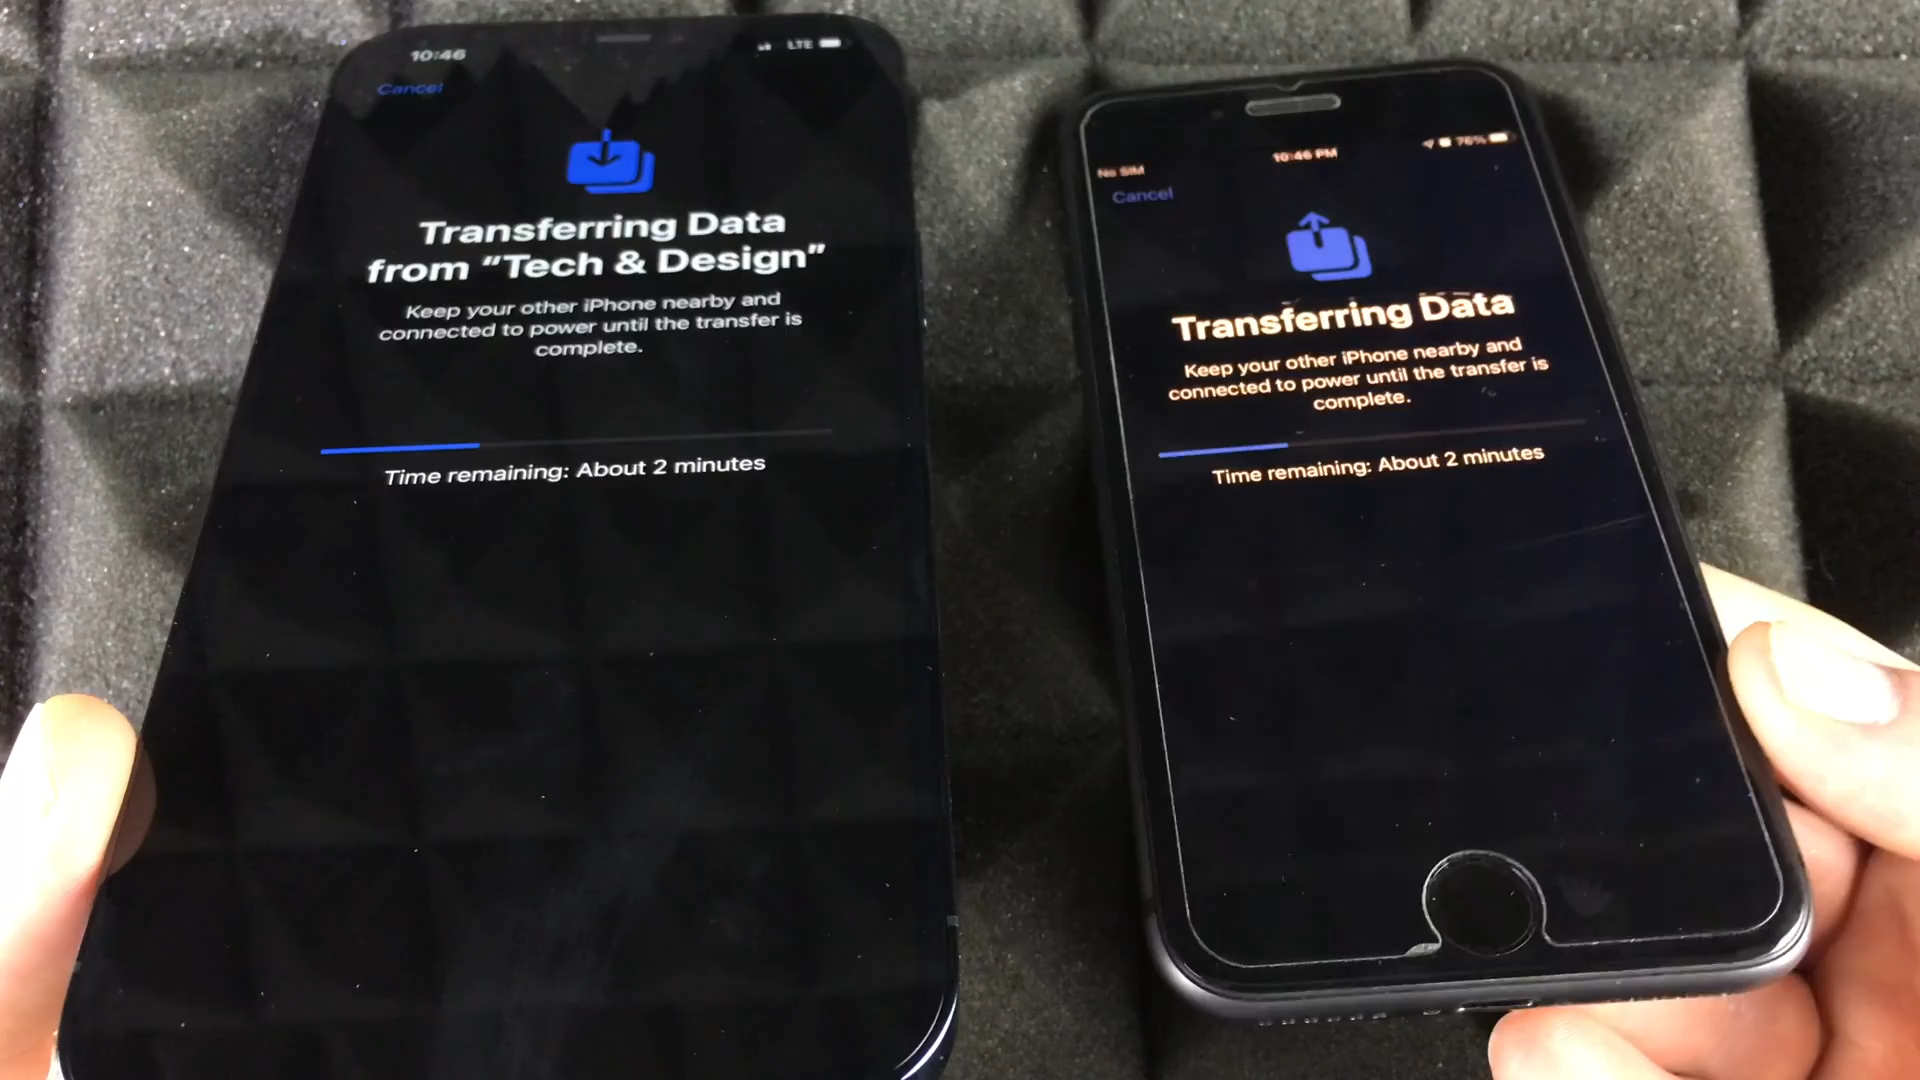 10:46
LTE
Cancel
Transferring Data
from “Tech & Design”
Keep your other iPhone nearby and
connected to power until the transfer is
complete.
Time remaining: About 2 minutes
No SIM
10:46 PM
76%
Cancel
Transferring Data
Keep your other iPhone nearby and
connected to power until the transfer is
complete.
Time remaining: About 2 minutes